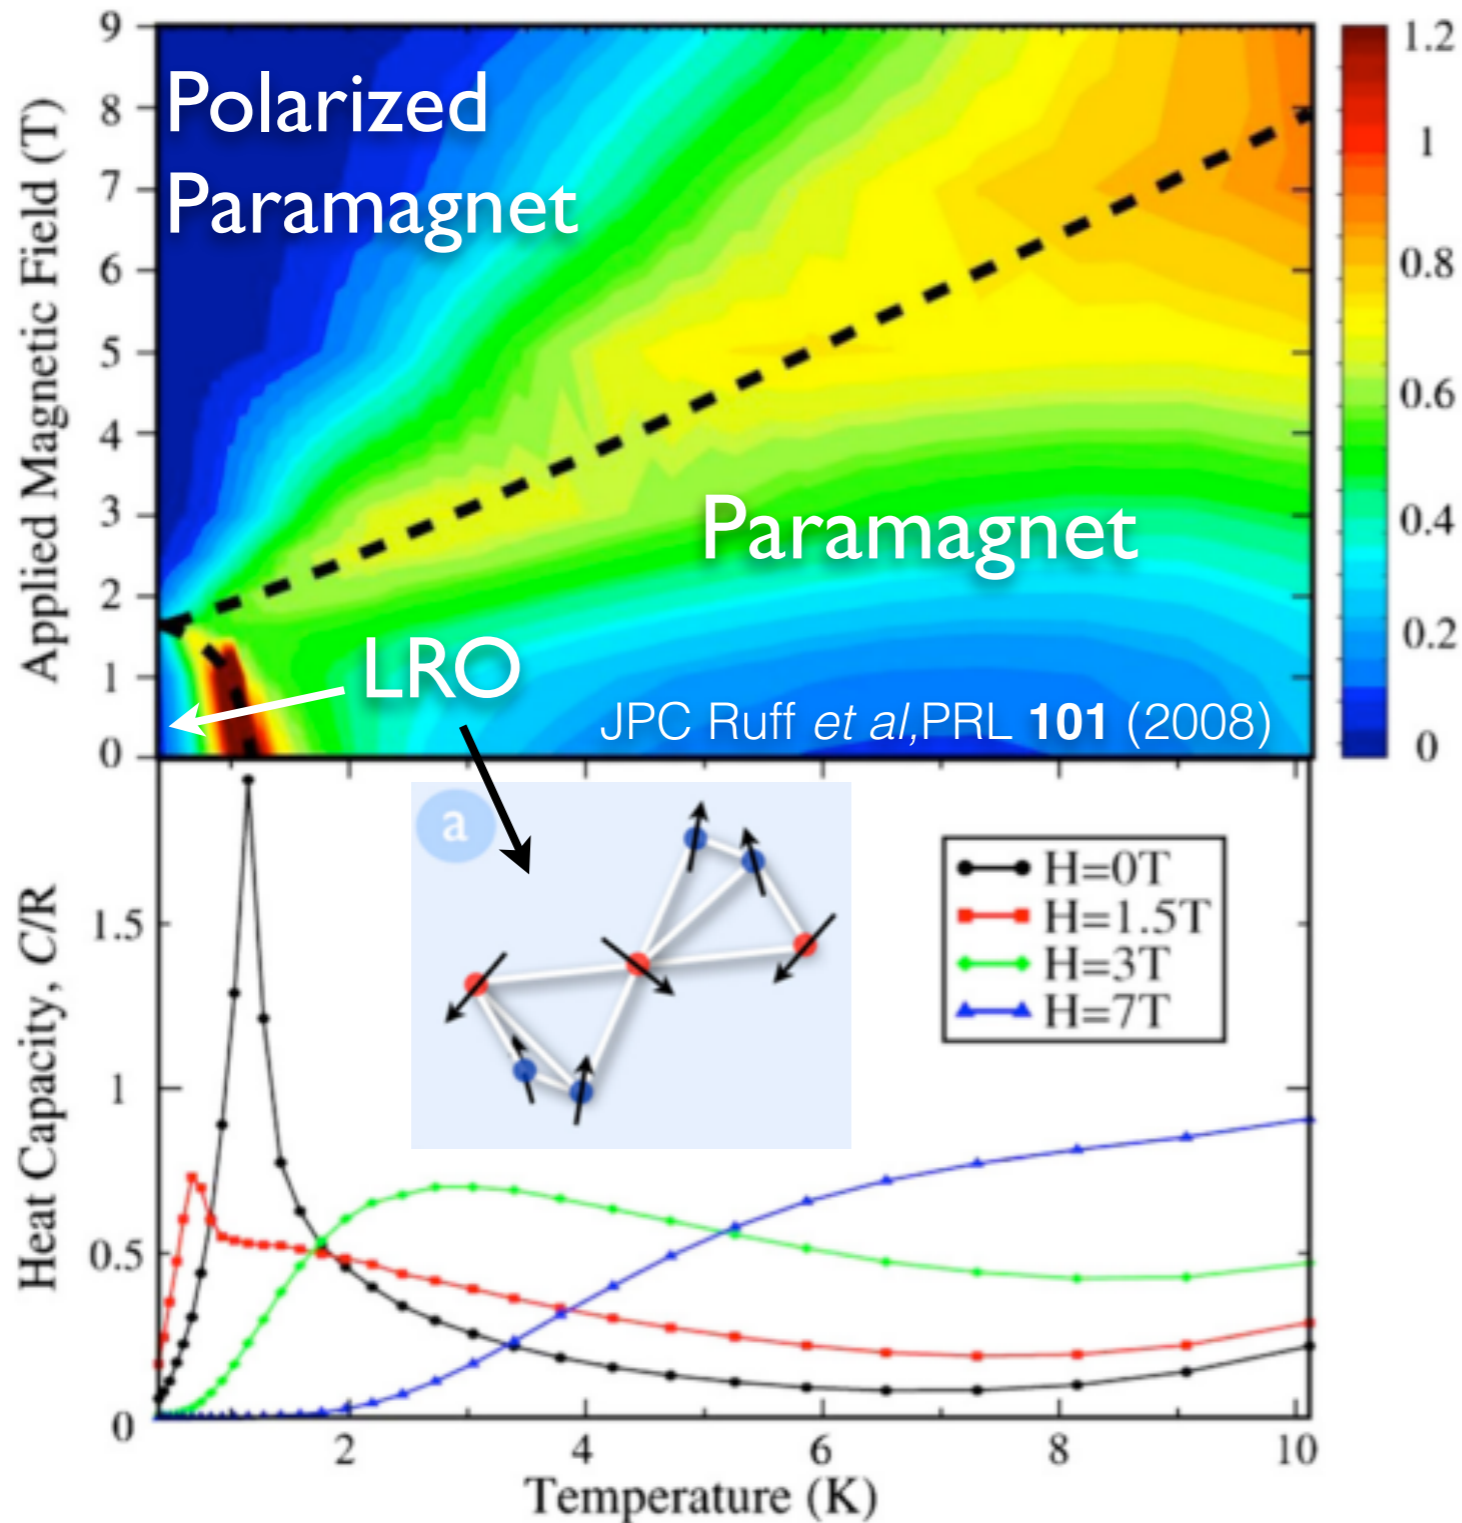 9
8
7
6
5
4
3
2
1
0
Applied Magnetic Field (T)
Polarized
Paramagnet
Paramagnet
LRO
JPC Ruff et al,PRL 101 (2008)
1.2
1
0.8
0.6
0.4
0.2
0
a
H=0T
H=1.5T
H=3T
H=7T
Heat Capacity, C/R
1.5
1
0.5
0
2
4
6
8
10
Temperature (K)